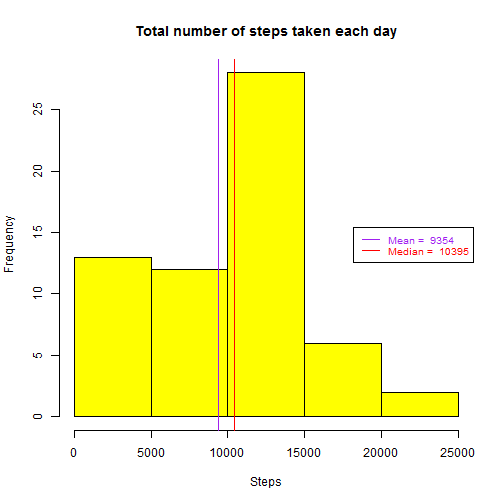 Total number of steps taken each day
Frequency
25
20
15
10
5
0
Mean = 9354
Median = 10395
0 5000 10000 15000 20000 25000
Steps